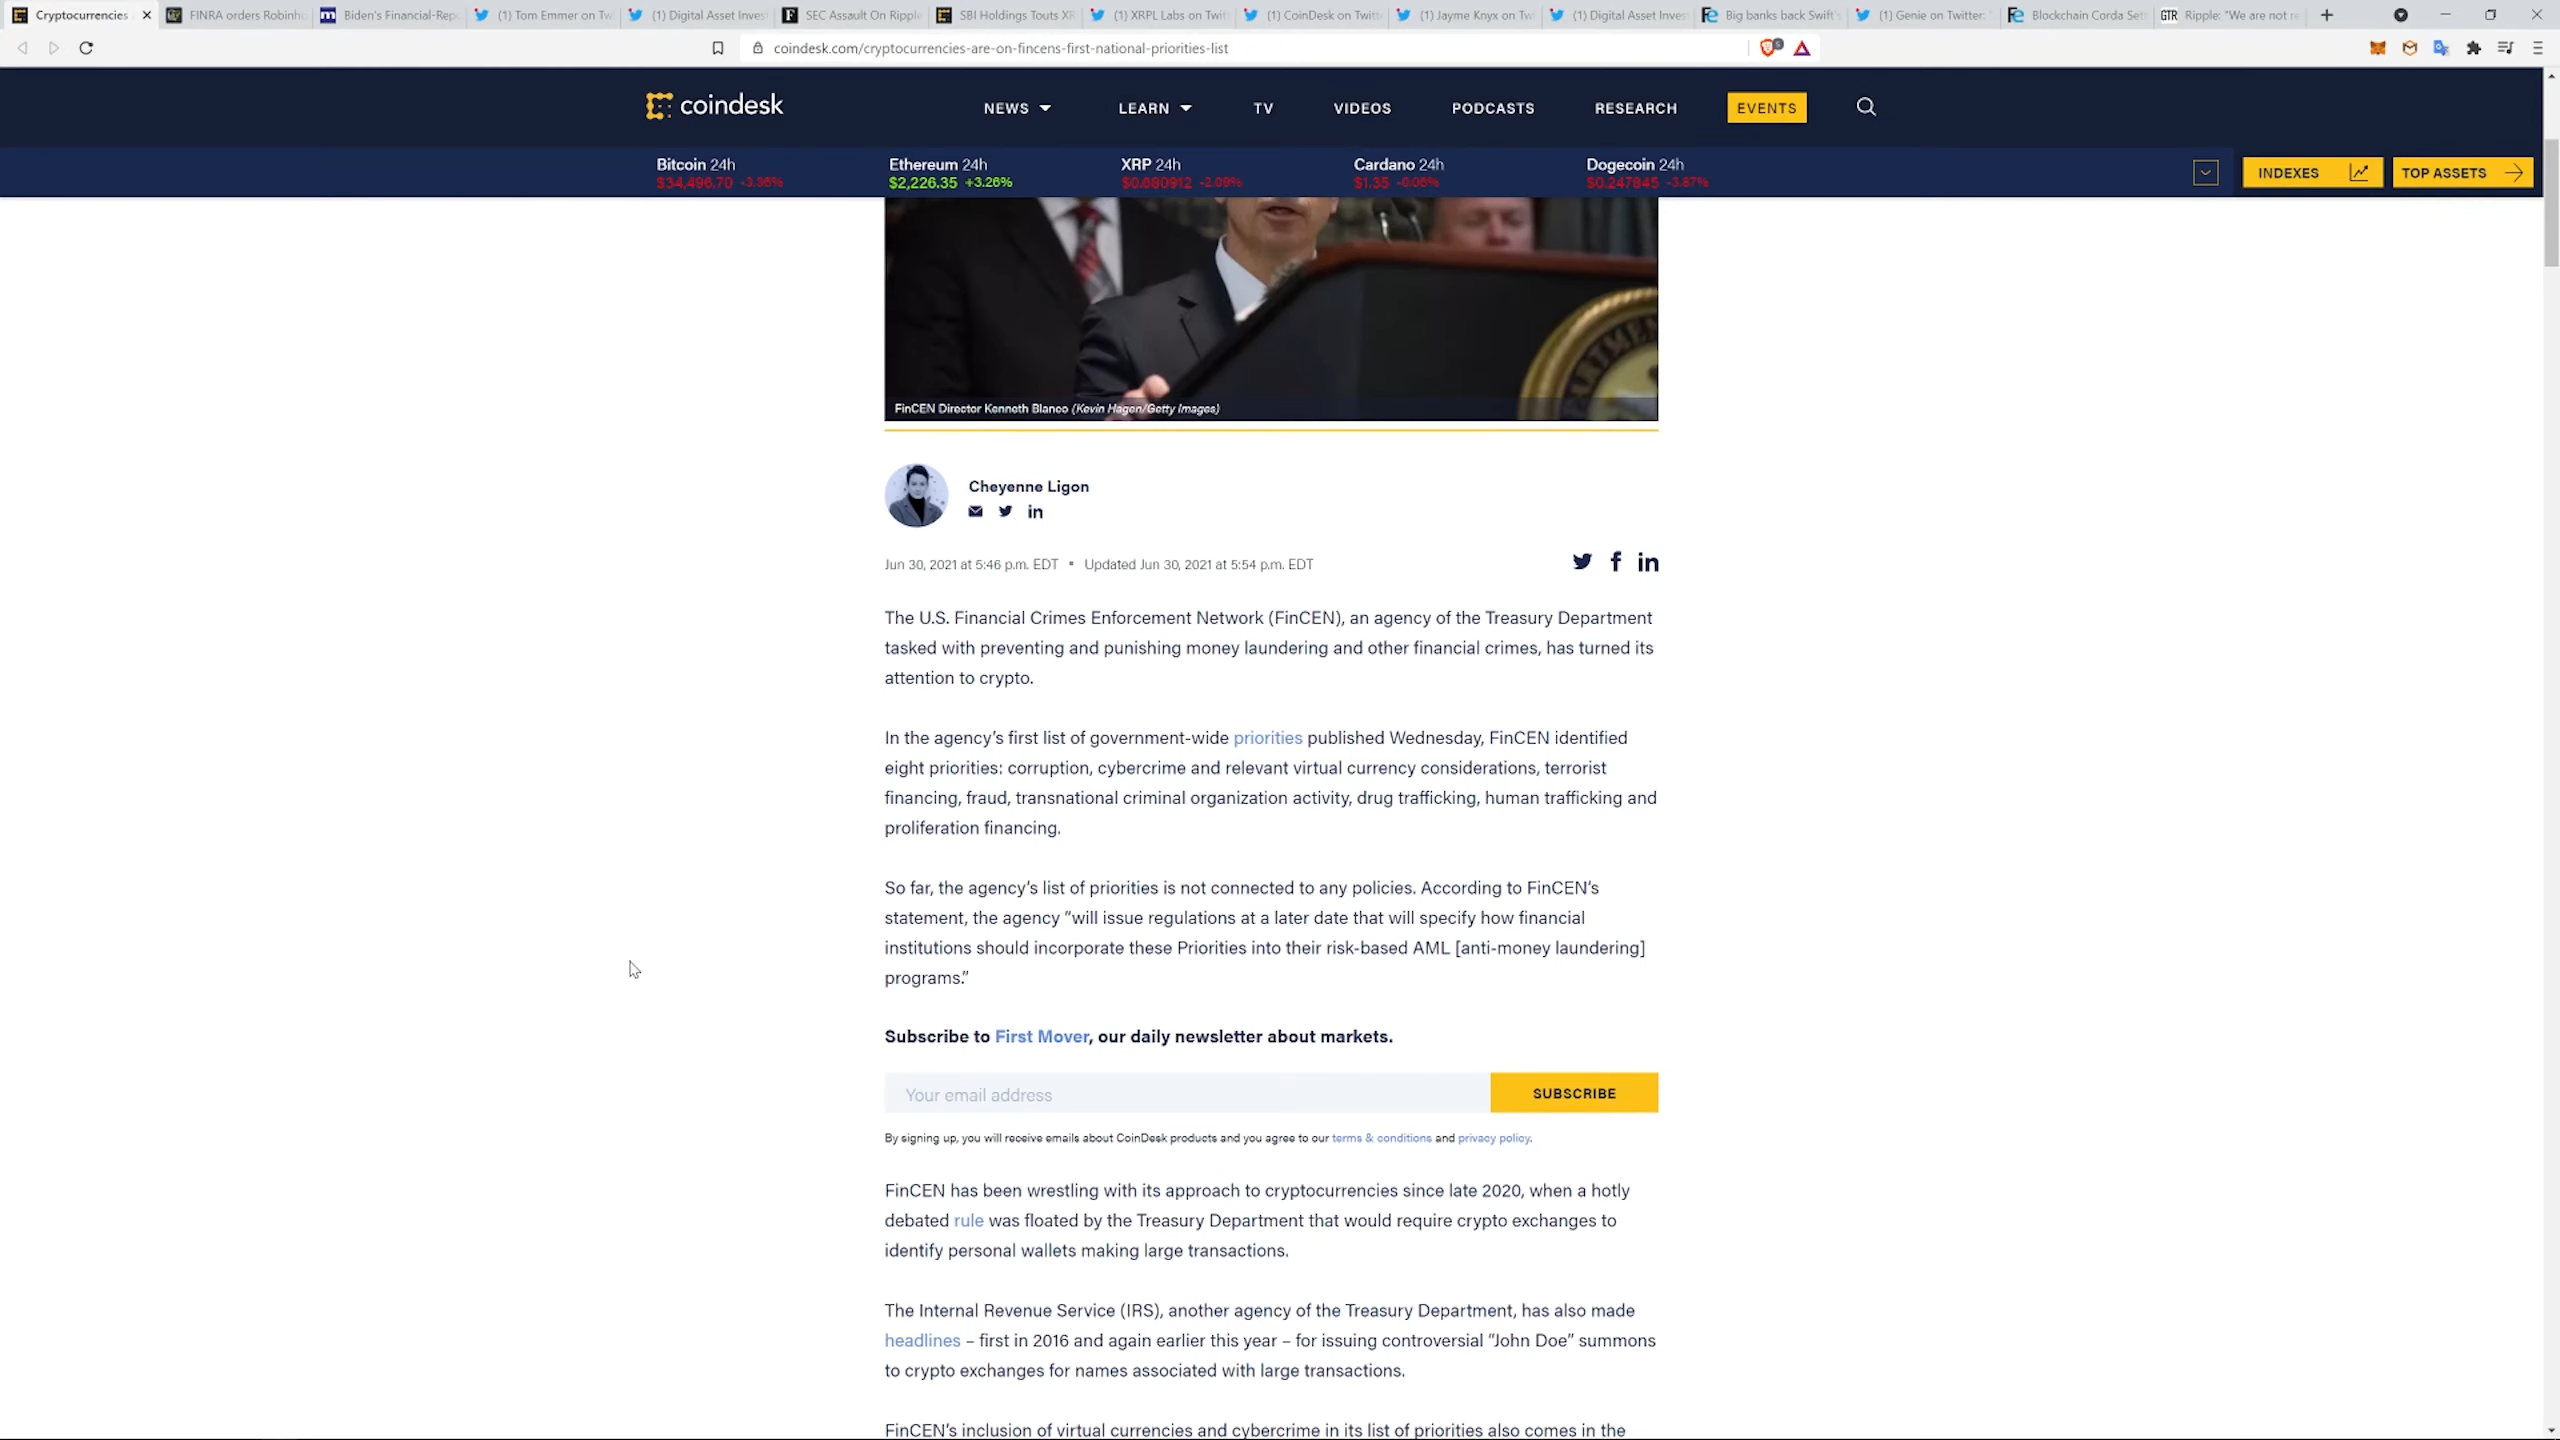 Cryptocurrencies
FINRA orders Robinh
Biden's Financial-Rep
(1) Tom Emmer on Tw
(1) Digital Asset Invest
SEC Assault On Ripple
SBI Holdings Touts XR
(1) XRPL Labs on Twit
(1) CoinDesk on Twitt
(1) Jayme Knyx on Tw
(1) Digital Asset Invest
Big banks back Swift's
(1) Genie on Twitter: "
Blockchain Corda Sett
GTR Ripple: "We are not re
coindesk.com/cryptocurrencies-are-on-fincens-first-national-priorities-list
coindesk
NEWS LEARN TV VIDEOS PODCASTS RESEARCH EVENTS
Bitcoin 24h Ethereum 24h XRP 24h Cardano 24h Dogecoin 24h
$34,496.70 -3.36% $2,226.35 +3.26% $0.680912 -2.09% $1.35 -0.06% $0.247845 -3.87%
INDEXES TOP ASSETS
FinCEN Director Kenneth Blanco (Kevin Hagen/Getty Images)
Cheyenne Ligon
Jun 30, 2021 at 5:46 p.m. EDT ▪ Updated Jun 30, 2021 at 5:54 p.m. EDT
The U.S. Financial Crimes Enforcement Network (FinCEN), an agency of the Treasury Department
tasked with preventing and punishing money laundering and other financial crimes, has turned its
attention to crypto.
In the agency's first list of government-wide priorities published Wednesday, FinCEN identified
eight priorities: corruption, cybercrime and relevant virtual currency considerations, terrorist
financing, fraud, transnational criminal organization activity, drug trafficking, human trafficking and
proliferation financing.
So far, the agency's list of priorities is not connected to any policies. According to FinCEN's
statement, the agency "will issue regulations at a later date that will specify how financial
institutions should incorporate these Priorities into their risk-based AML [anti-money laundering]
programs."
Subscribe to First Mover, our daily newsletter about markets.
Your email address
SUBSCRIBE
By signing up, you will receive emails about CoinDesk products and you agree to our terms & conditions and privacy policy.
FinCEN has been wrestling with its approach to cryptocurrencies since late 2020, when a hotly
debated rule was floated by the Treasury Department that would require crypto exchanges to
identify personal wallets making large transactions.
The Internal Revenue Service (IRS), another agency of the Treasury Department, has also made
headlines – first in 2016 and again earlier this year – for issuing controversial "John Doe" summons
to crypto exchanges for names associated with large transactions.
FinCEN's inclusion of virtual currencies and cybercrime in its list of priorities also comes in the